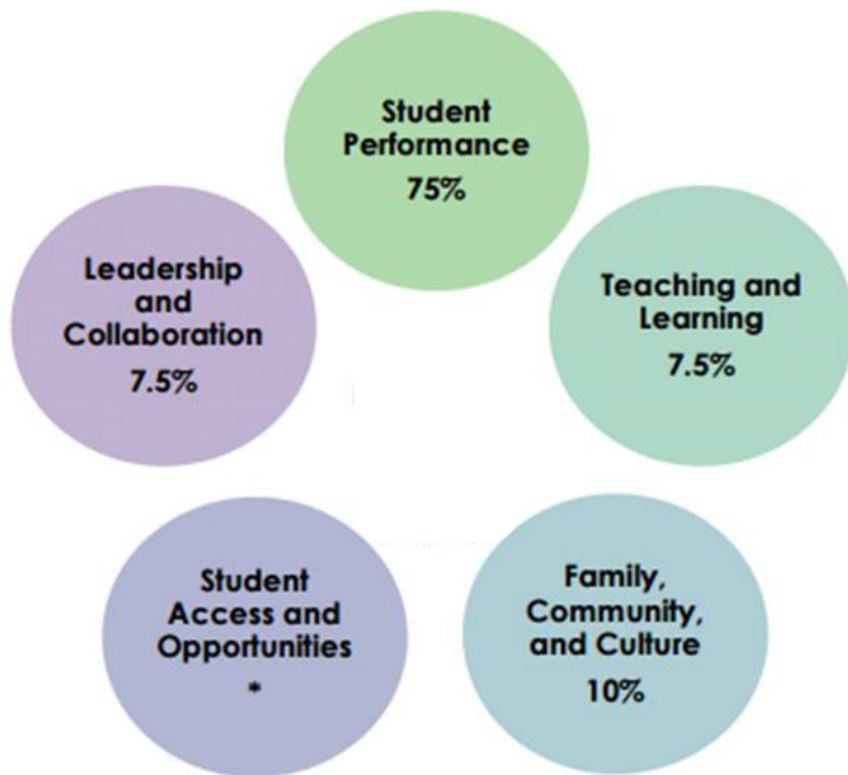 Student
Performance
75%
Leadership
and
Collaboration
7.5%
Teaching and
Learning
7.5%
Student
Access and
Opportunities
*
Family,
Community,
and Culture
10%